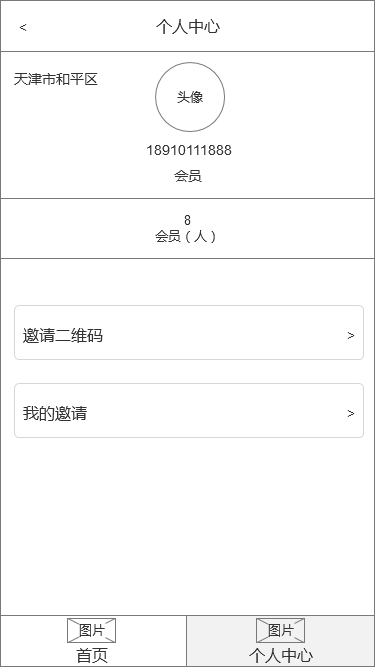 <
个人中心
天津市和平区
头像
18910111888
会员
8
会员（人）
邀请二维码 >
我的邀请 >
图片
首页
图片
个人中心